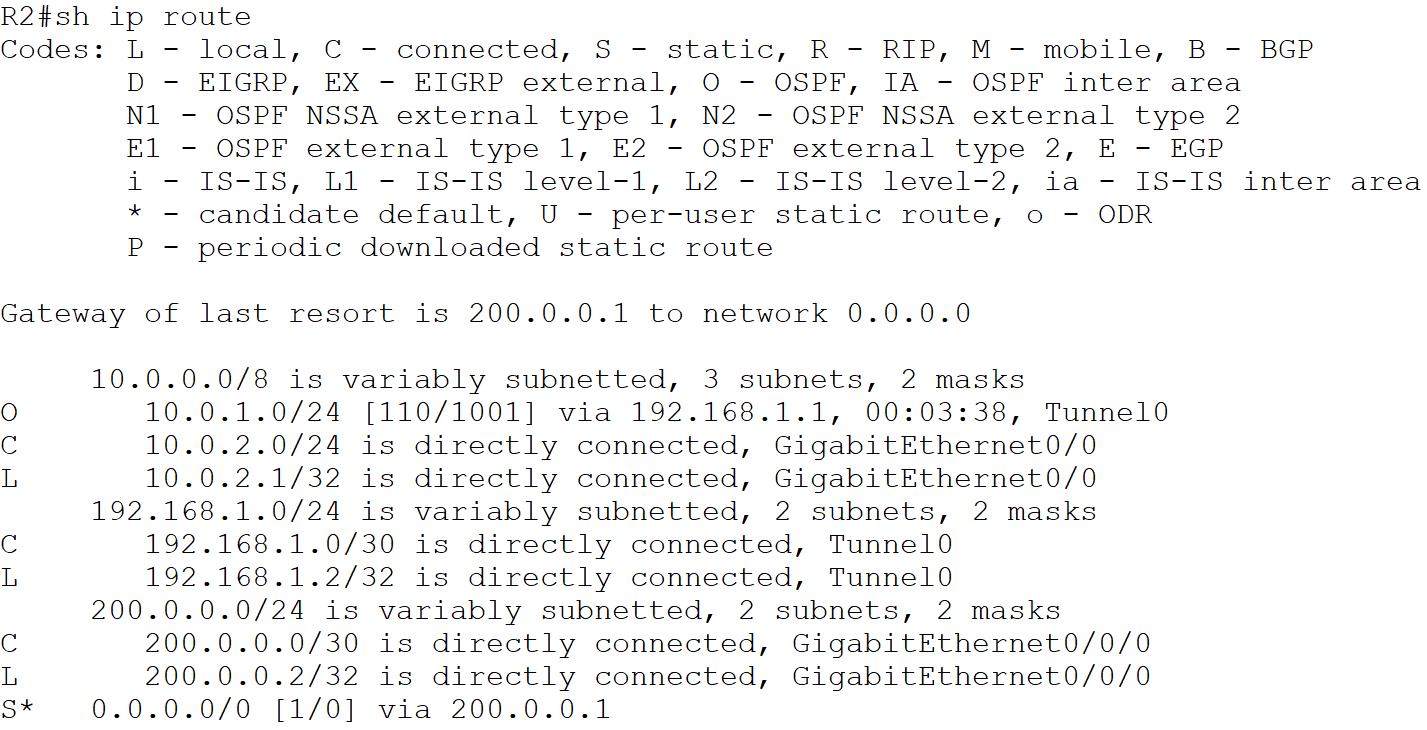 R2#sh ip route
Codes: L - local, C - connected, S - static, R - RIP, M - mobile, B - BGP
       D - EIGRP, EX - EIGRP external, O - OSPF, IA - OSPF inter area
       N1 - OSPF NSSA external type 1, N2 - OSPF NSSA external type 2
       E1 - OSPF external type 1, E2 - OSPF external type 2, E - EGP
       i - IS-IS, L1 - IS-IS level-1, L2 - IS-IS level-2, ia - IS-IS inter area
       * - candidate default, U - per-user static route, o - ODR
       P - periodic downloaded static route

Gateway of last resort is 200.0.0.1 to network 0.0.0.0

     10.0.0.0/8 is variably subnetted, 3 subnets, 2 masks
O       10.0.1.0/24 [110/1001] via 192.168.1.1, 00:03:38, Tunnel0
C       10.0.2.0/24 is directly connected, GigabitEthernet0/0
L       10.0.2.1/32 is directly connected, GigabitEthernet0/0
     192.168.1.0/24 is variably subnetted, 2 subnets, 2 masks
C       192.168.1.0/30 is directly connected, Tunnel0
L       192.168.1.2/32 is directly connected, Tunnel0
     200.0.0.0/24 is variably subnetted, 2 subnets, 2 masks
C       200.0.0.0/30 is directly connected, GigabitEthernet0/0/0
L       200.0.0.2/32 is directly connected, GigabitEthernet0/0/0
S*   0.0.0.0/0 [1/0] via 200.0.0.1